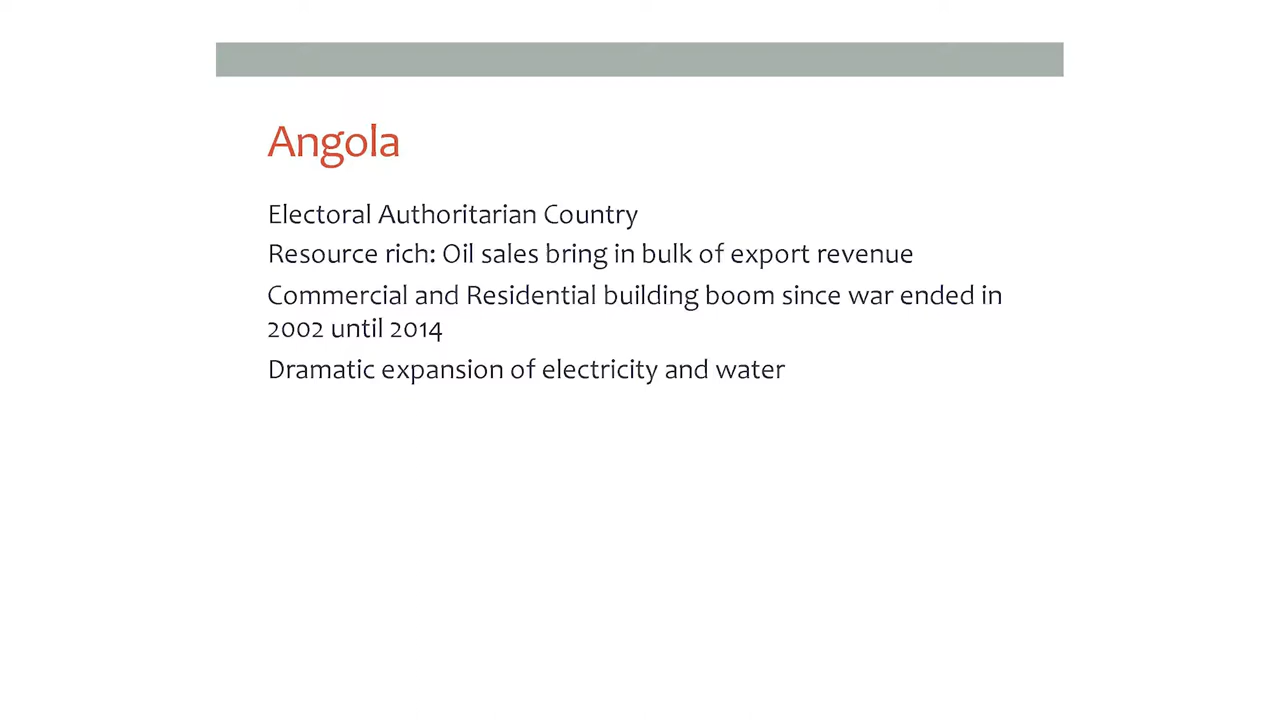 Angola
Electoral Authoritarian Country
Resource rich: Oil sales bring in bulk of export revenue
Commercial and Residential building boom since war ended in
2002 until 2014
Dramatic expansion of electricity and water